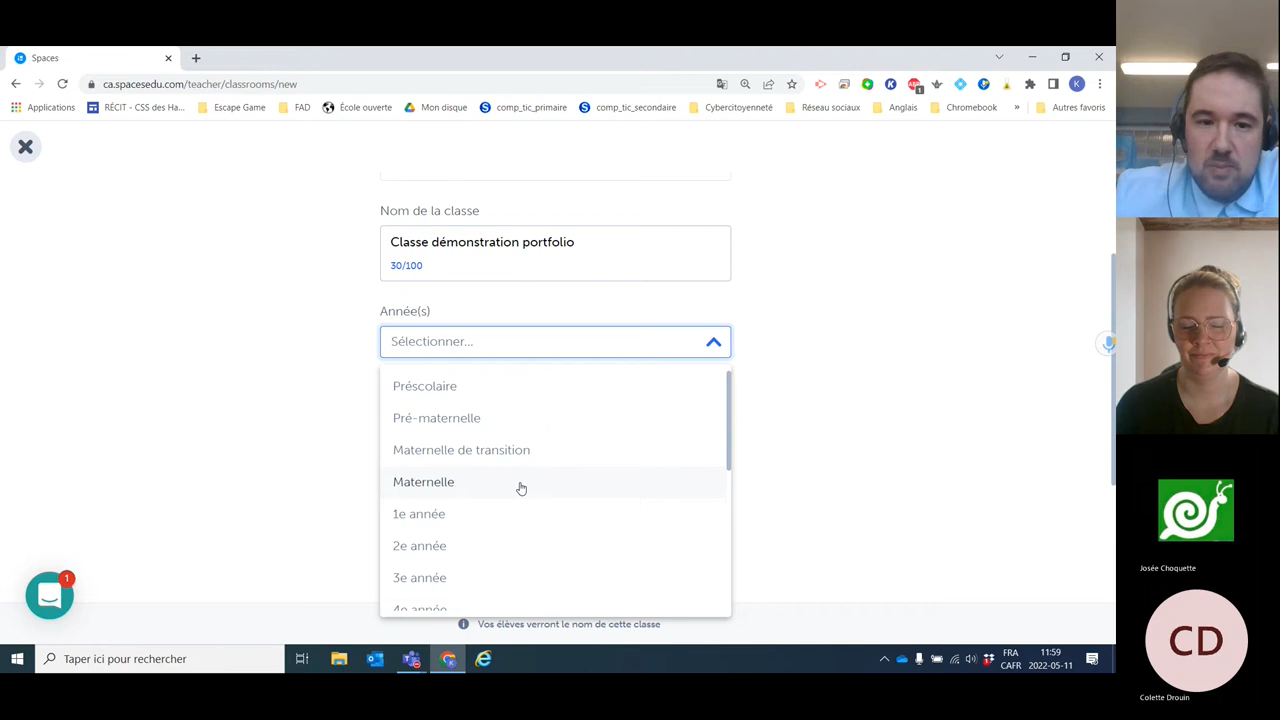 Spaces
ca.spacesedu.com/teacher/classrooms/new
Applications
RÉCIT - CSS des Ha...
Escape Game
FAD
École ouverte
Mon disque
comp_tic_primaire
comp_tic_secondaire
Cybercitoyenneté
Réseau sociaux
Anglais
Chromebook
»
Autres favoris
K
1
Nom de la classe
Classe démonstration portfolio
30/100
Année(s)
Sélectionner...
Préscolaire
Pré-maternelle
Maternelle de transition
Maternelle
1e année
2e année
3e année
4e année
1
Vos élèves verront le nom de cette classe
Taper ici pour rechercher
FRA
CAFR
11:59
2022-05-11
Josée Choquette
CD
Colette Drouin